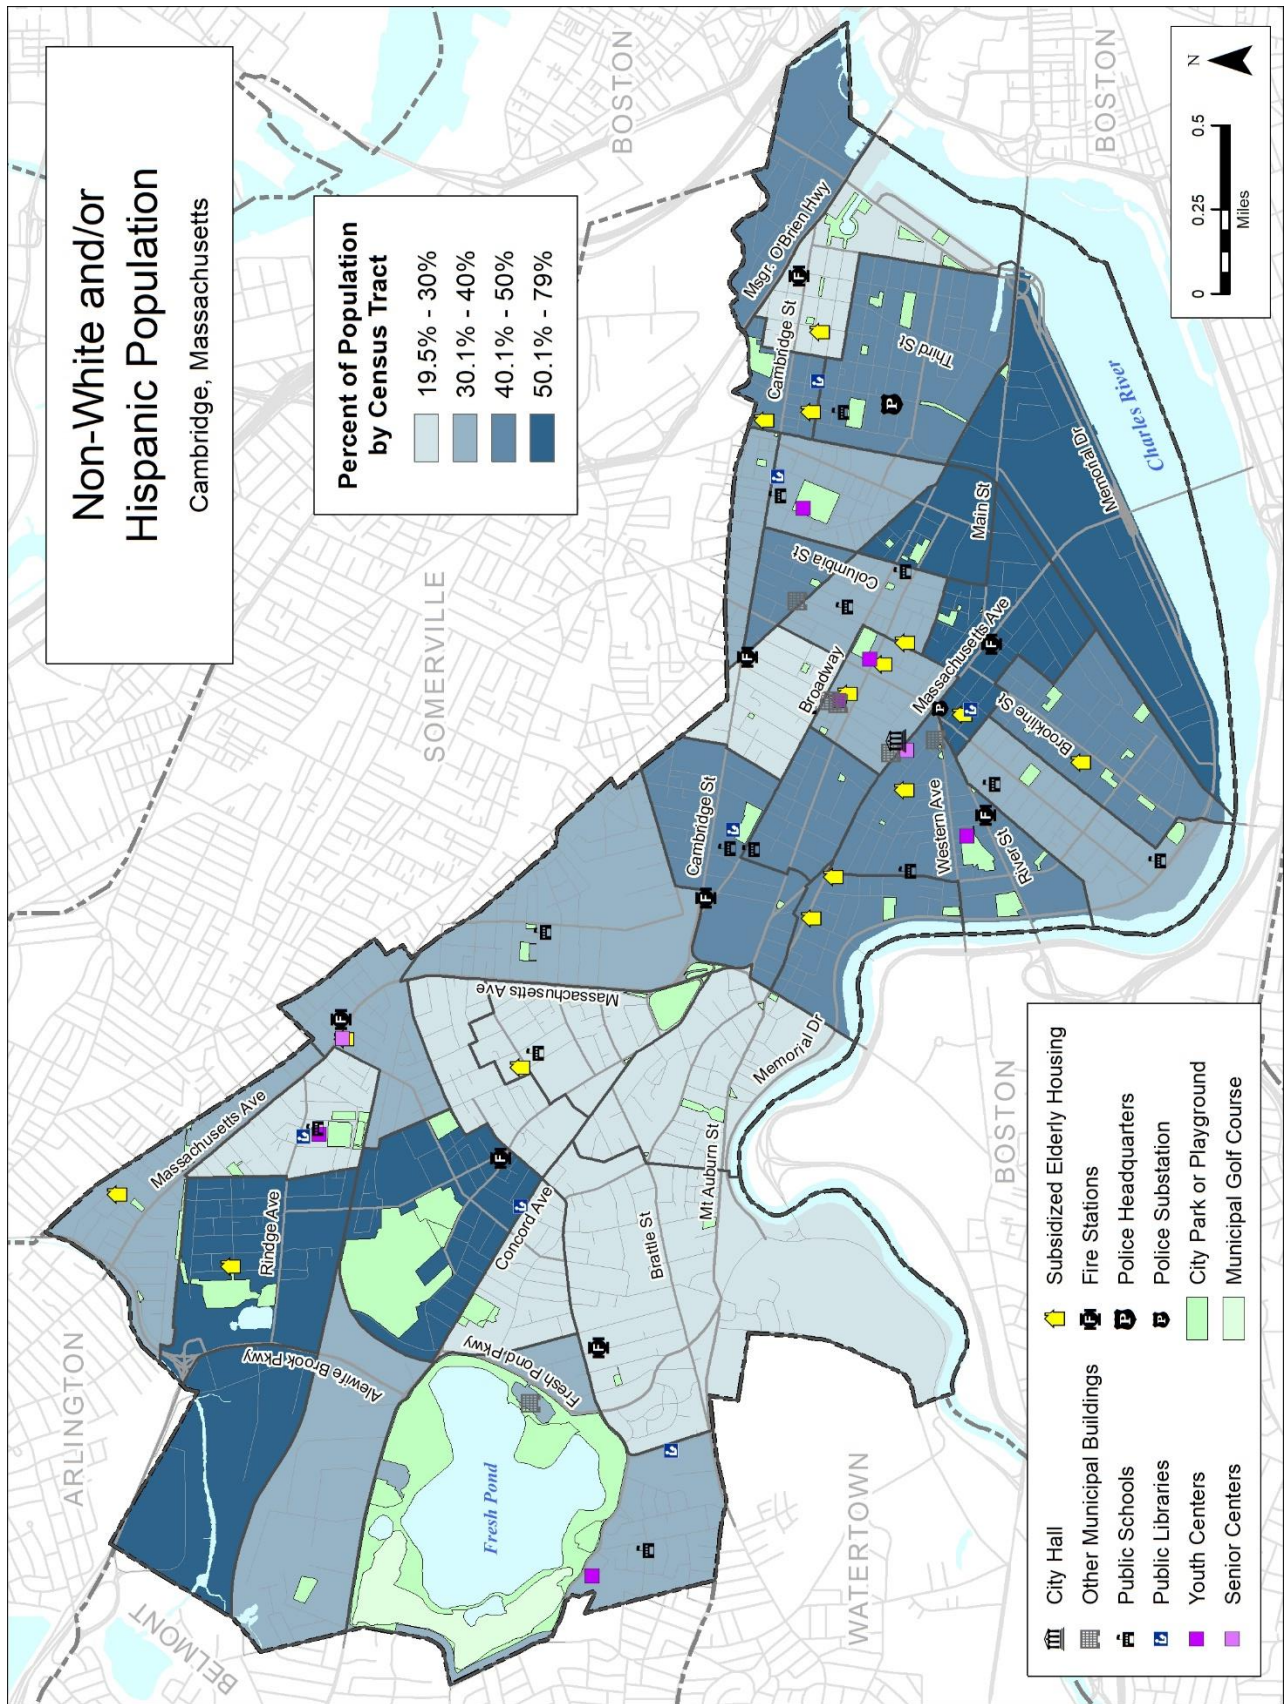 Non-White and/or
Hispanic Population
Cambridge, Massachusetts
Percent of Population
by Census Tract
19.5% - 30%
30.1% - 40%
40.1% - 50%
50.1% - 79%
BOSTON
BOSTON
N
0
0.25
0.5
Miles
SOMERVILLE
ARLINGTON
BELMONT
WATERTOWN
BOSTON
Massachusetts Ave
Rindge Ave
Alewife Brook Pkwy
Concord Ave
Fresh Pond Pkwy
Fresh Pond
Brattle St
Mt Auburn St
Memorial Dr
Massachusetts Ave
Cambridge St
Broadway
Columbia St
Cambridge St
Msgr. O'Brien Hwy
Third St
Main St
Massachusetts Ave
Memorial Dr
Charles River
Western Ave
River St
Brookline St
City Hall
Other Municipal Buildings
Public Schools
Public Libraries
Youth Centers
Senior Centers
Subsidized Elderly Housing
F
Fire Stations
P
Police Headquarters
P
Police Substation
City Park or Playground
Municipal Golf Course